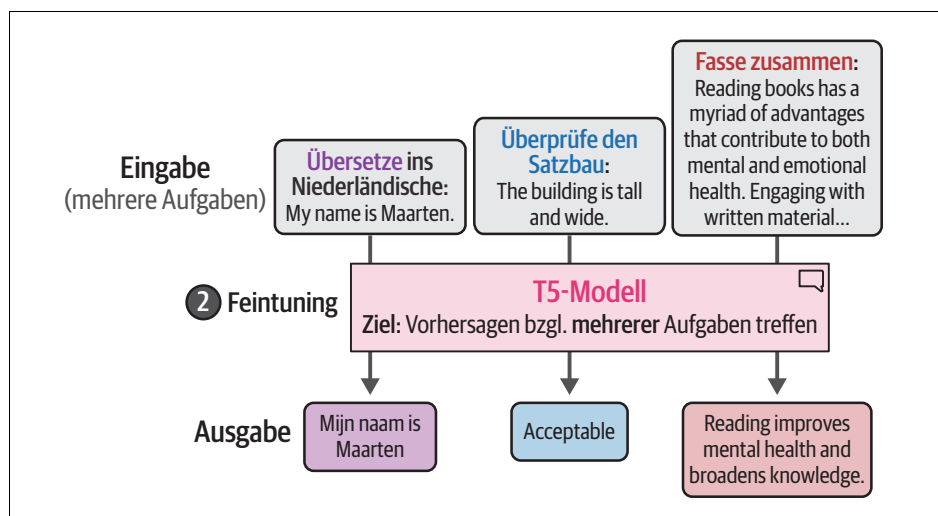 Eingabe
(mehrere Aufgaben)
Übersetze ins
Niederländische:
My name is Maarten.
Überprüfe den
Satzbau:
The building is tall
and wide.
Fasse zusammen:
Reading books has a
myriad of advantages
that contribute to both
mental and emotional
health. Engaging with
written material...
2 Feintuning
T5-Modell
Ziel: Vorhersagen bzgl. mehrerer Aufgaben treffen
Ausgabe
Mijn naam is
Maarten
Acceptable
Reading improves
mental health and
broadens knowledge.